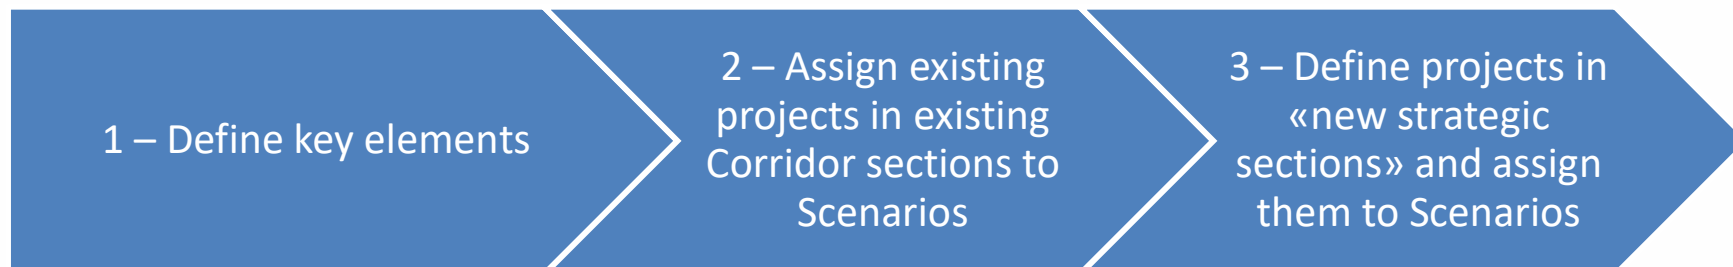 1 – Define key elements
2 – Assign existing
projects in existing
Corridor sections to
Scenarios
3 – Define projects in
«new strategic
sections» and assign
them to Scenarios